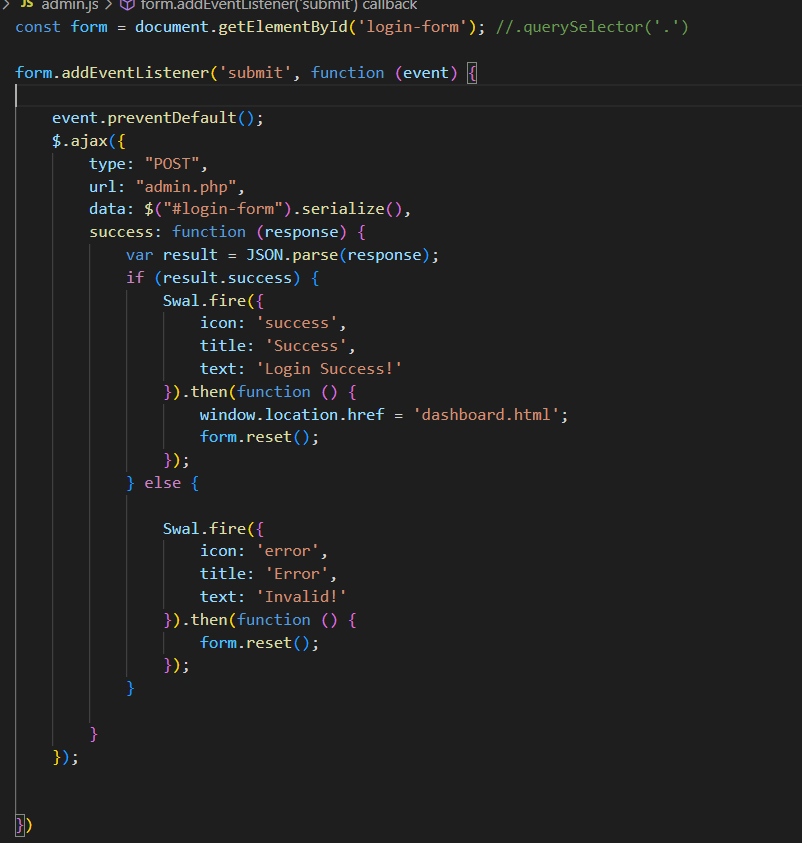 JS admin.js > form.addEventListener('submit') callback
const form = document.getElementById('login-form'); //.querySelector('.')
form.addEventListener('submit', function (event) {
event.preventDefault();
$.ajax({
type: "POST",
url: "admin.php",
data: $("#login-form").serialize(),
success: function (response) {
var result = JSON.parse(response);
if (result.success) {
Swal.fire({
icon: 'success',
title: 'Success',
text: 'Login Success!'
}).then(function () {
window.location.href = 'dashboard.html';
form.reset();
});
} else {
Swal.fire({
icon: 'error',
title: 'Error',
text: 'Invalid!'
}).then(function () {
form.reset();
});
}
}
});
})